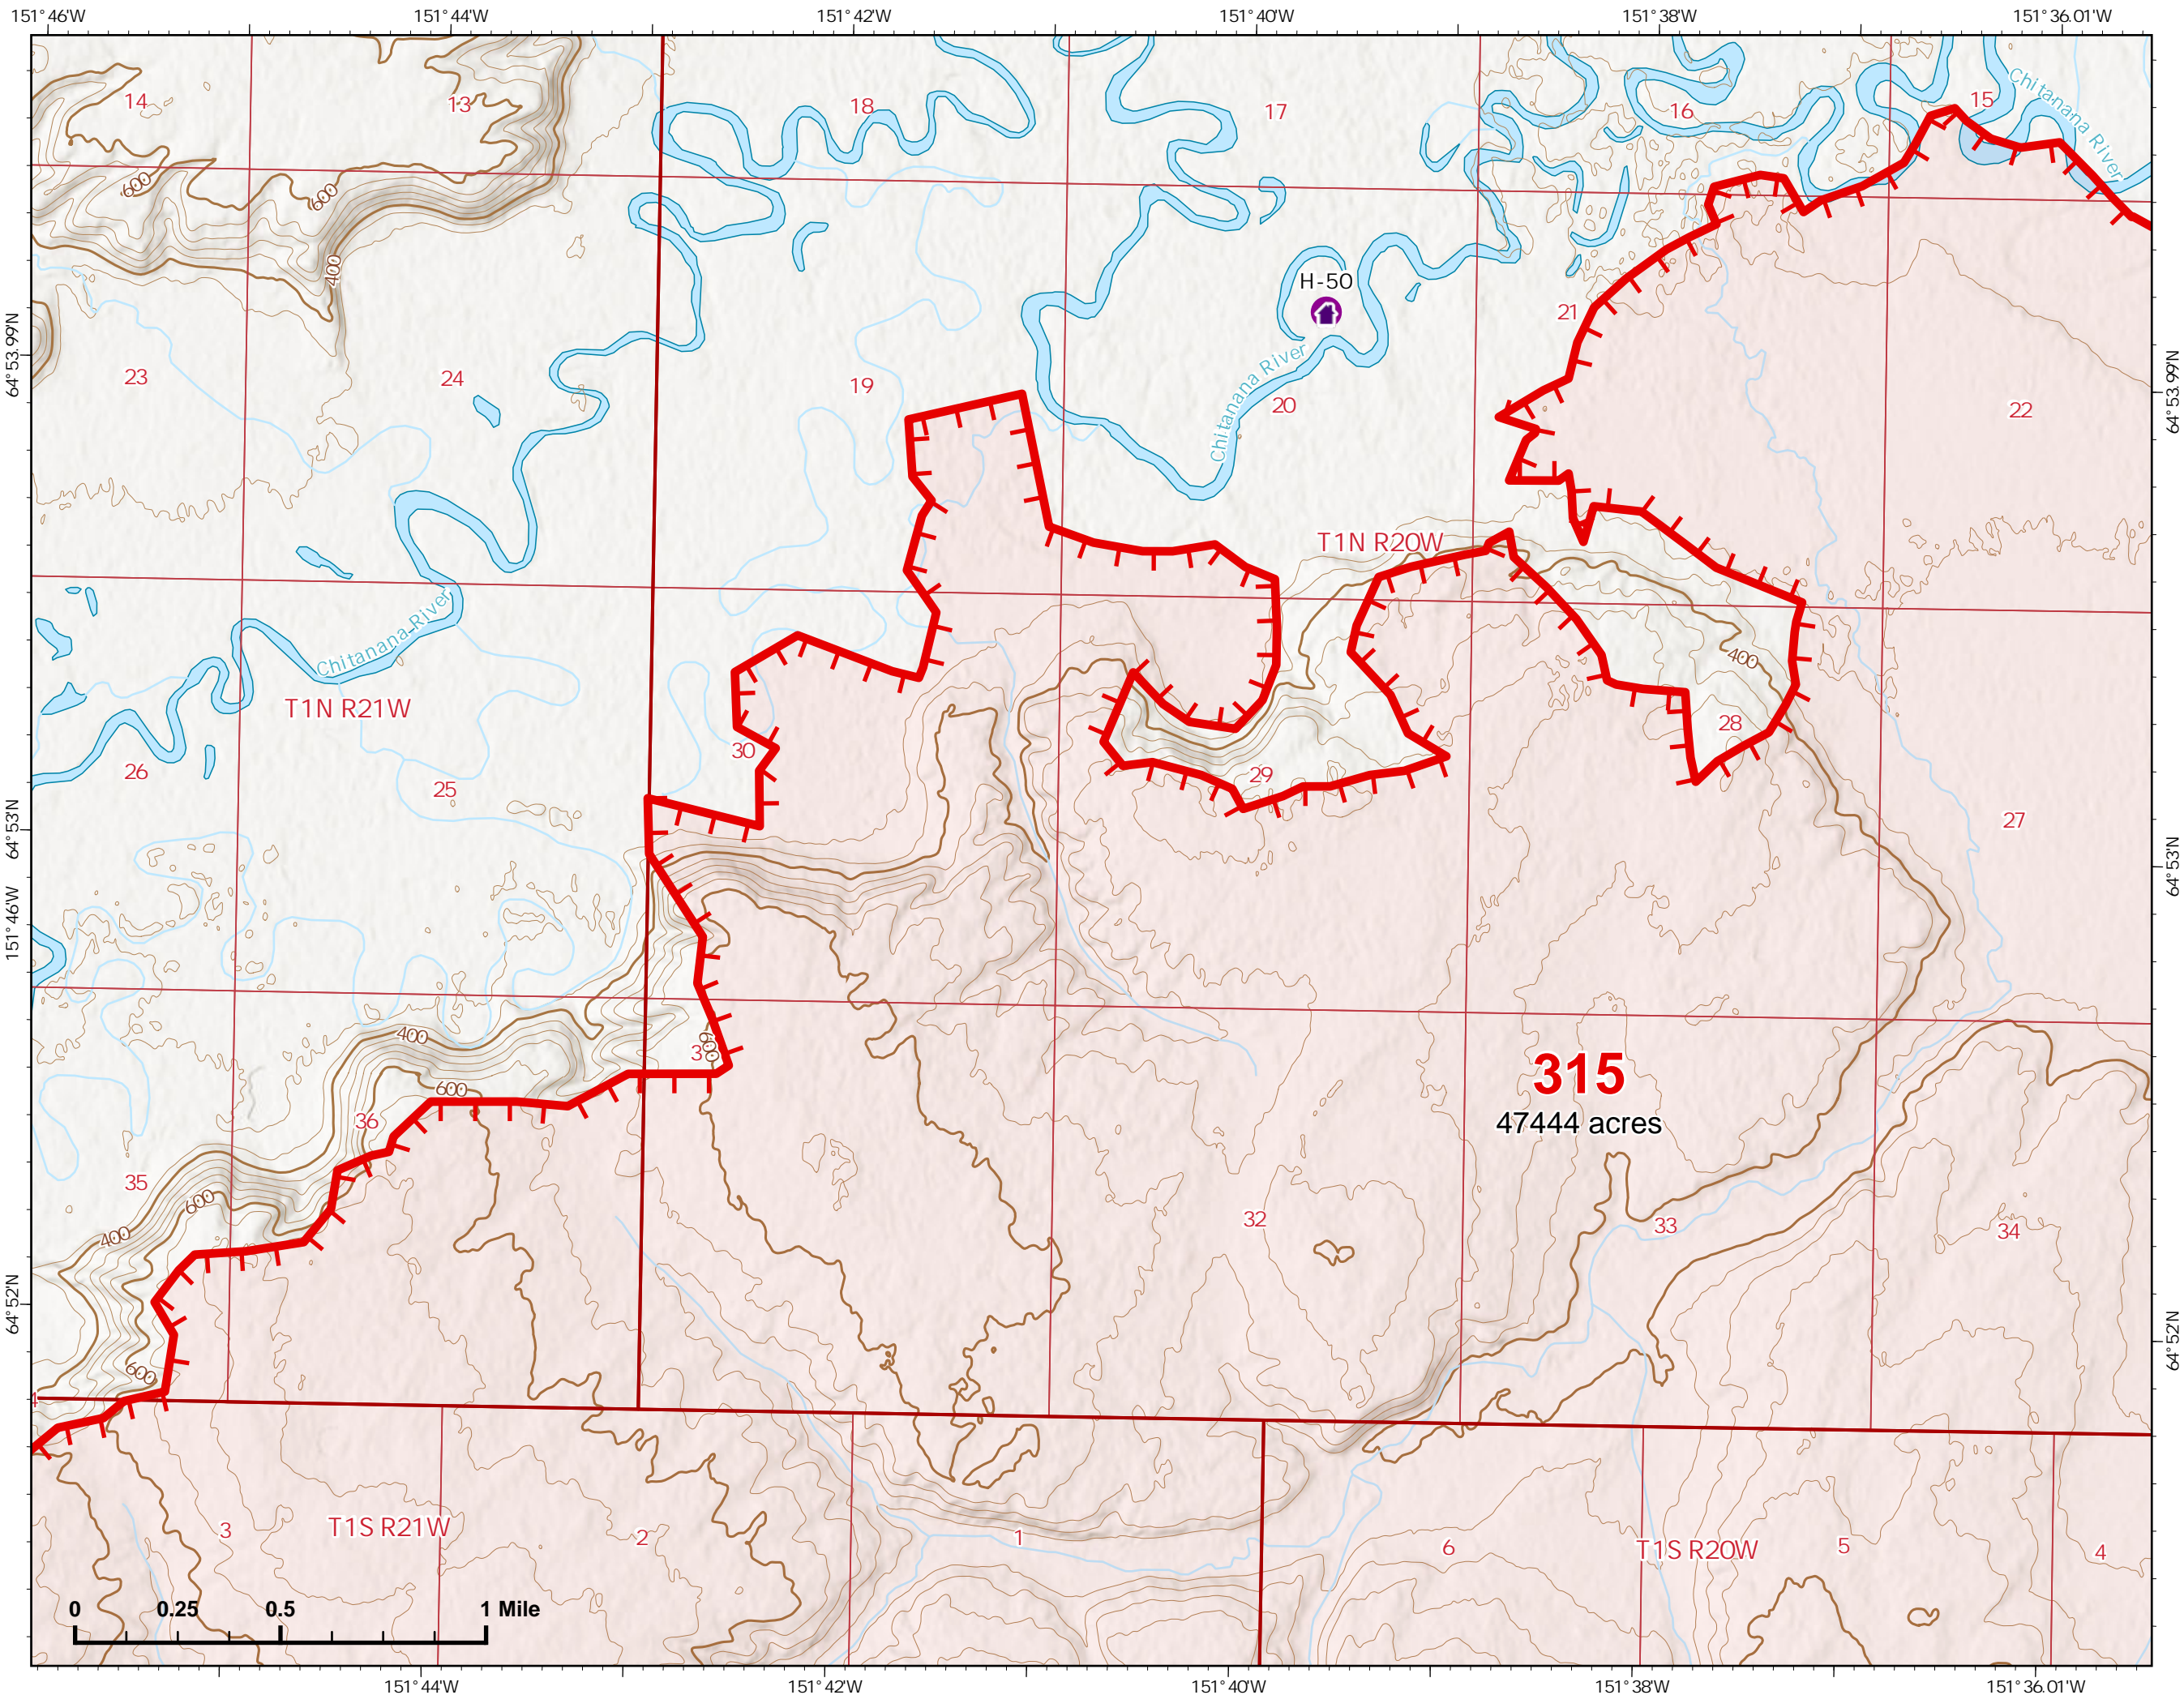 151°46'W 151°44'W 151°42'W 151°40'W 151°38'W 151°36.01'W
Chitanana River
14 13 18 17 16 15
600 600
400
H-50
21
64°53.99'N 64°53.99'N
23 24 19 20 22
Chitanana River
T1N R20W
Chitanana River
400
T1N R21W
28
30
29
26 25
27
64°53'N 64°53'N
151°46'W
400
600
3
600
315
47444 acres
36
35
600
400
32 33 34
64°52'N 64°52'N
600
3 T1S R21W 2 1 6 T1S R20W 5 4
0 0.25 0.5 1 Mile
151°44'W 151°42'W 151°40'W 151°38'W 151°36.01'W